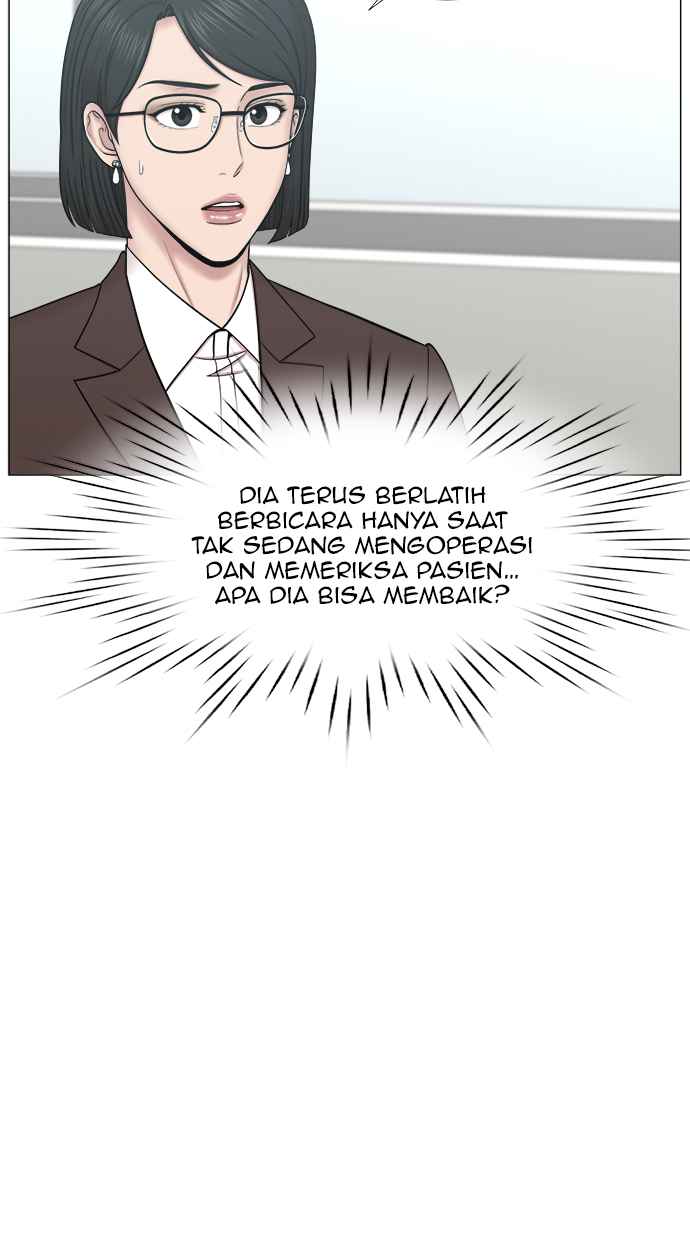 DIA TERUS BERLATIH
BERBICARA HANYA SAAT
TAK SEDANG MENGOPERASI
DAN MEMERIKSA PASIEN...
APA DIA BISA MEMBAIK?